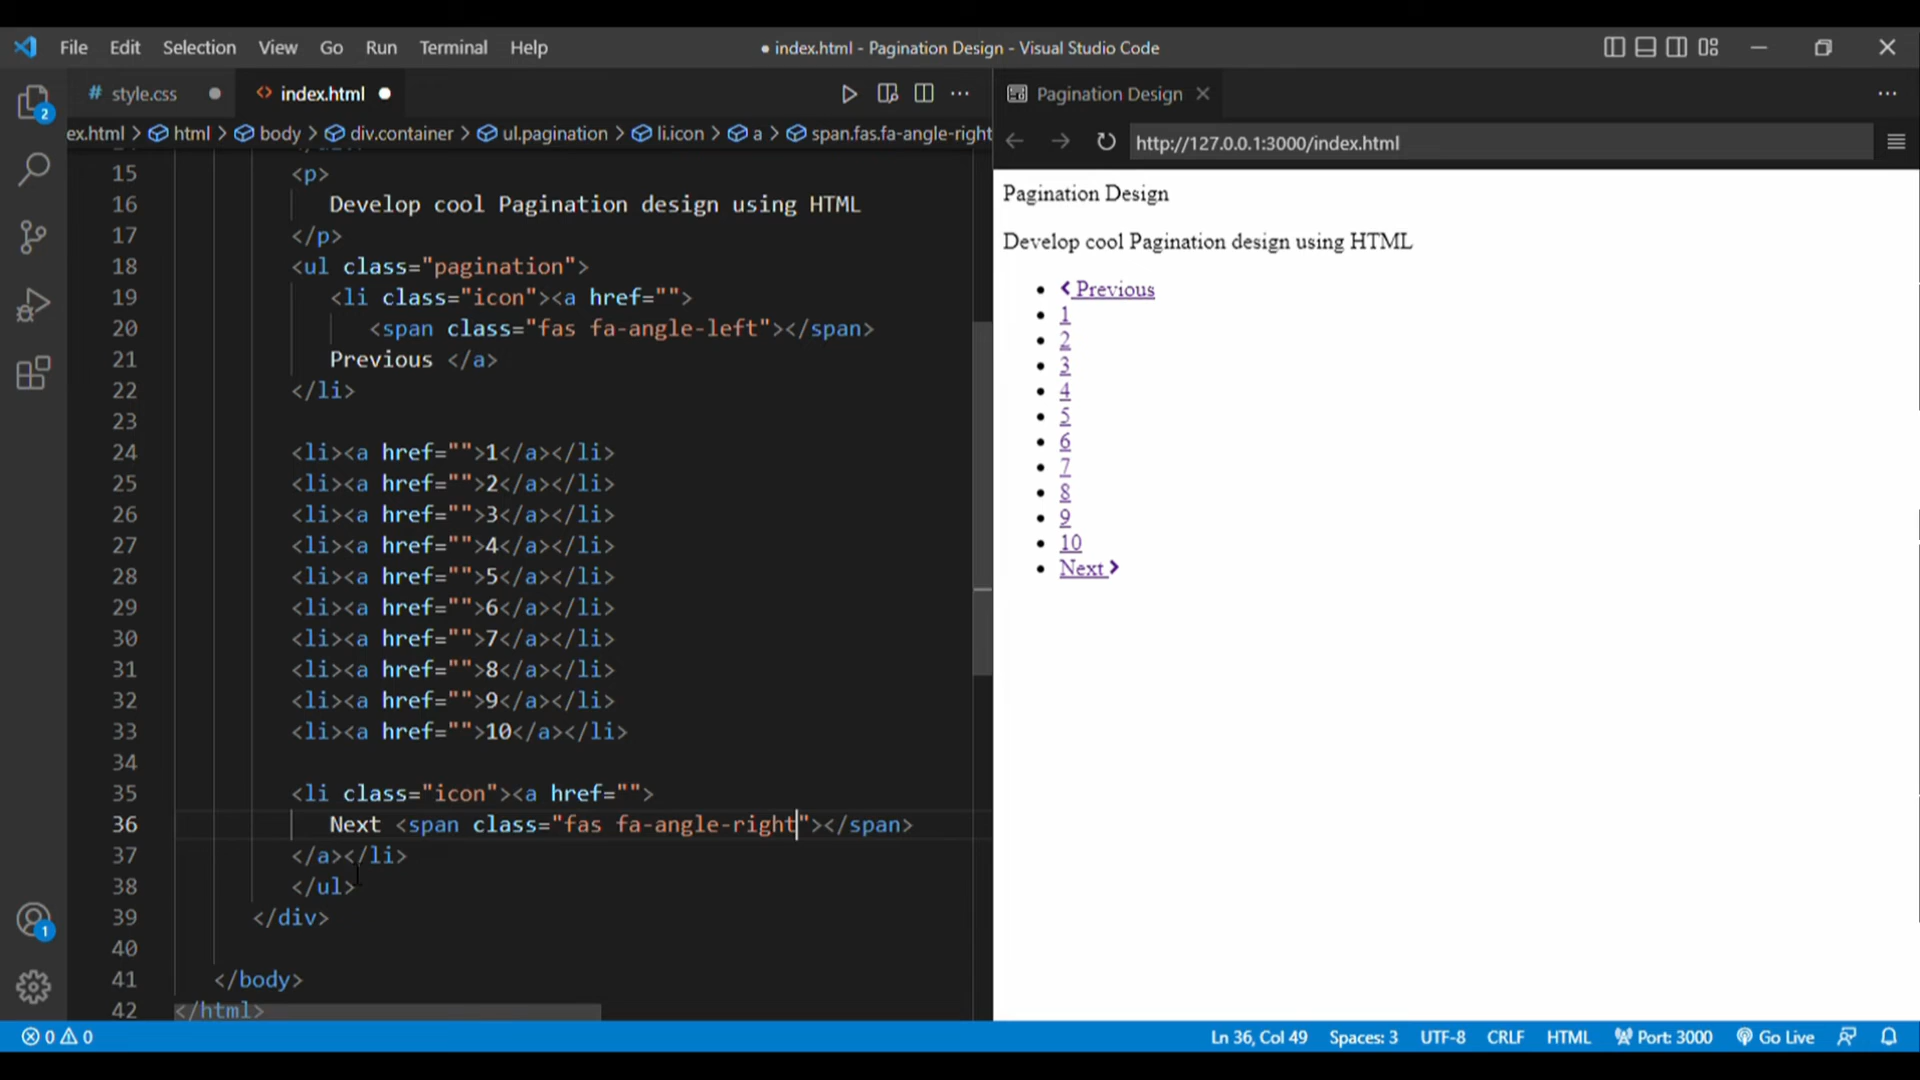 File Edit Selection View Go Run Terminal Help
● index.html - Pagination Design - Visual Studio Code
# style.css
<> index.html
Pagination Design
ex.html > html > body > div.container > ul.pagination > li.icon > a > span.fas.fa-angle-right
http://127.0.0.1:3000/index.html
2
15 <p>
16 Develop cool Pagination design using HTML
17 </p>
18 <ul class="pagination">
19 <li class="icon"><a href="">
20 <span class="fas fa-angle-left"></span>
21 Previous </a>
22 </li>
23
24 <li><a href="">1</a></li>
25 <li><a href="">2</a></li>
26 <li><a href="">3</a></li>
27 <li><a href="">4</a></li>
28 <li><a href="">5</a></li>
29 <li><a href="">6</a></li>
30 <li><a href="">7</a></li>
31 <li><a href="">8</a></li>
32 <li><a href="">9</a></li>
33 <li><a href="">10</a></li>
34
35 <li class="icon"><a href="">
36 Next <span class="fas fa-angle-right"></span>
37 </a></li>
38 </ul>
39 </div>
40
41 </body>
42 </html>
1
Pagination Design
Develop cool Pagination design using HTML
• Previous
• 1
• 2
• 3
• 4
• 5
• 6
• 7
• 8
• 9
• 10
• Next
0 0
Ln 36, Col 49 Spaces: 3 UTF-8 CRLF HTML Port: 3000 Go Live